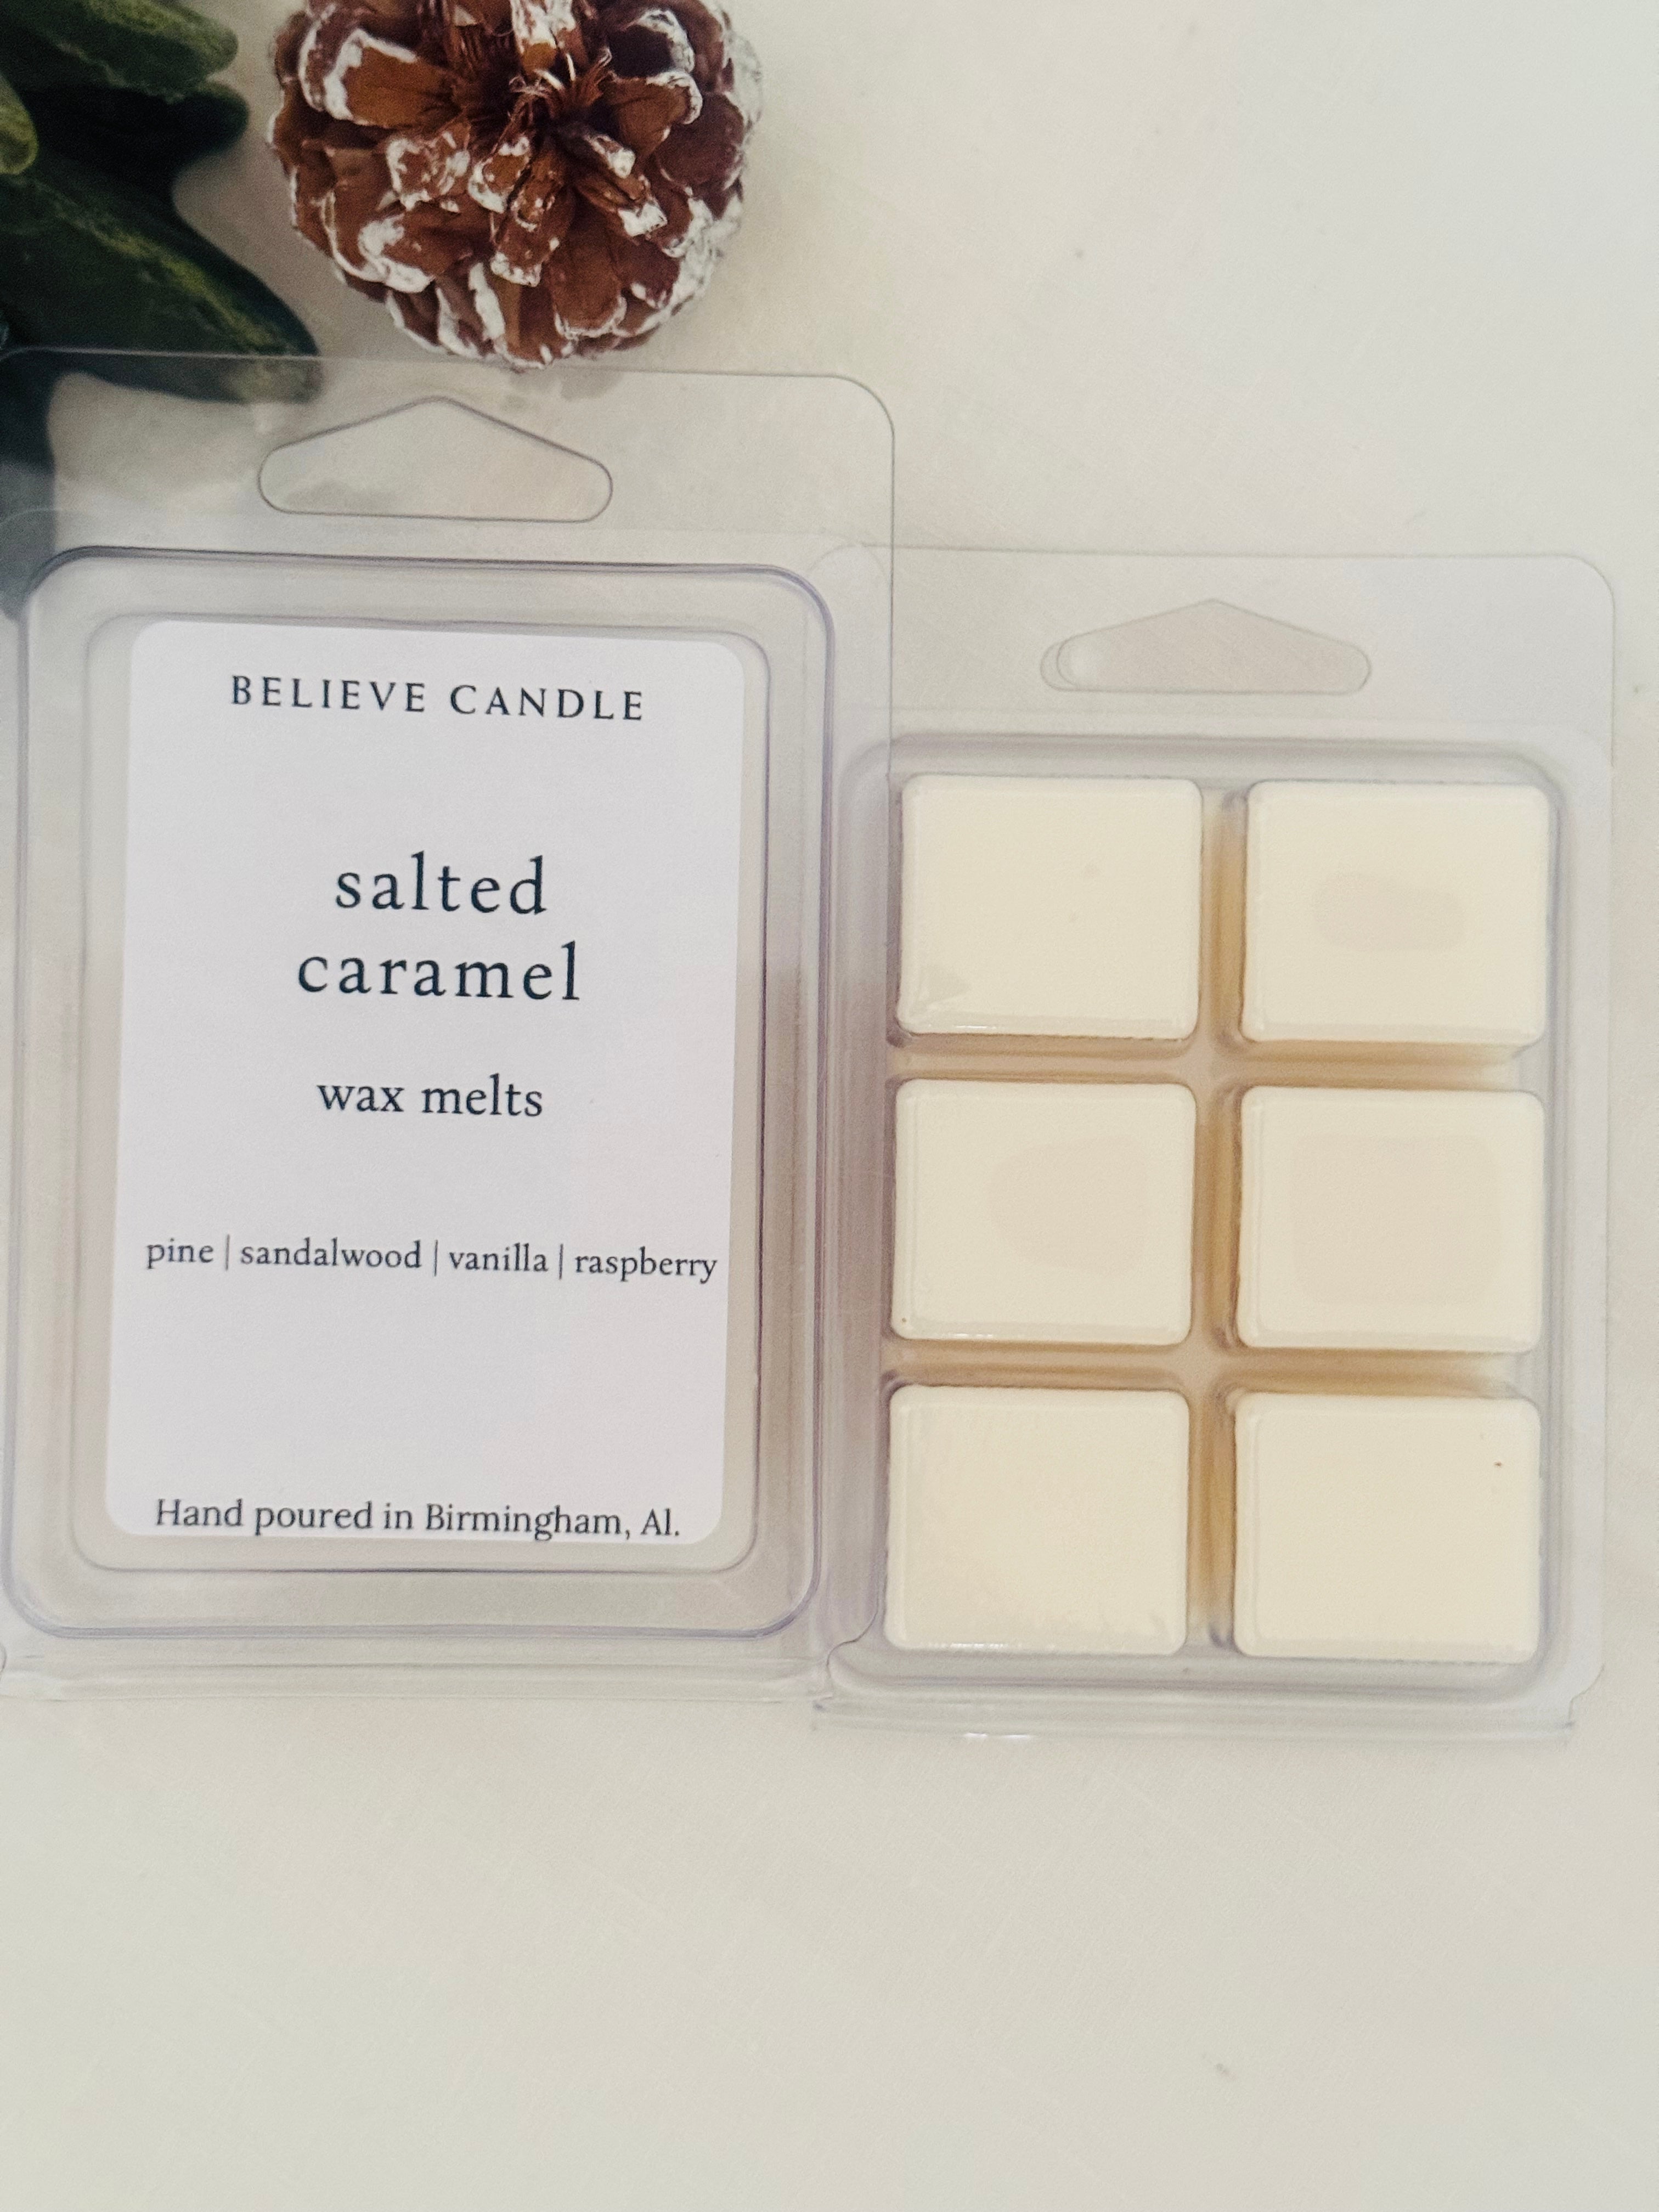 BELIEVE CANDLE
salted
caramel
wax melts
pine | sandalwood | vanilla | raspberry
Hand poured in Birmingham, Al.